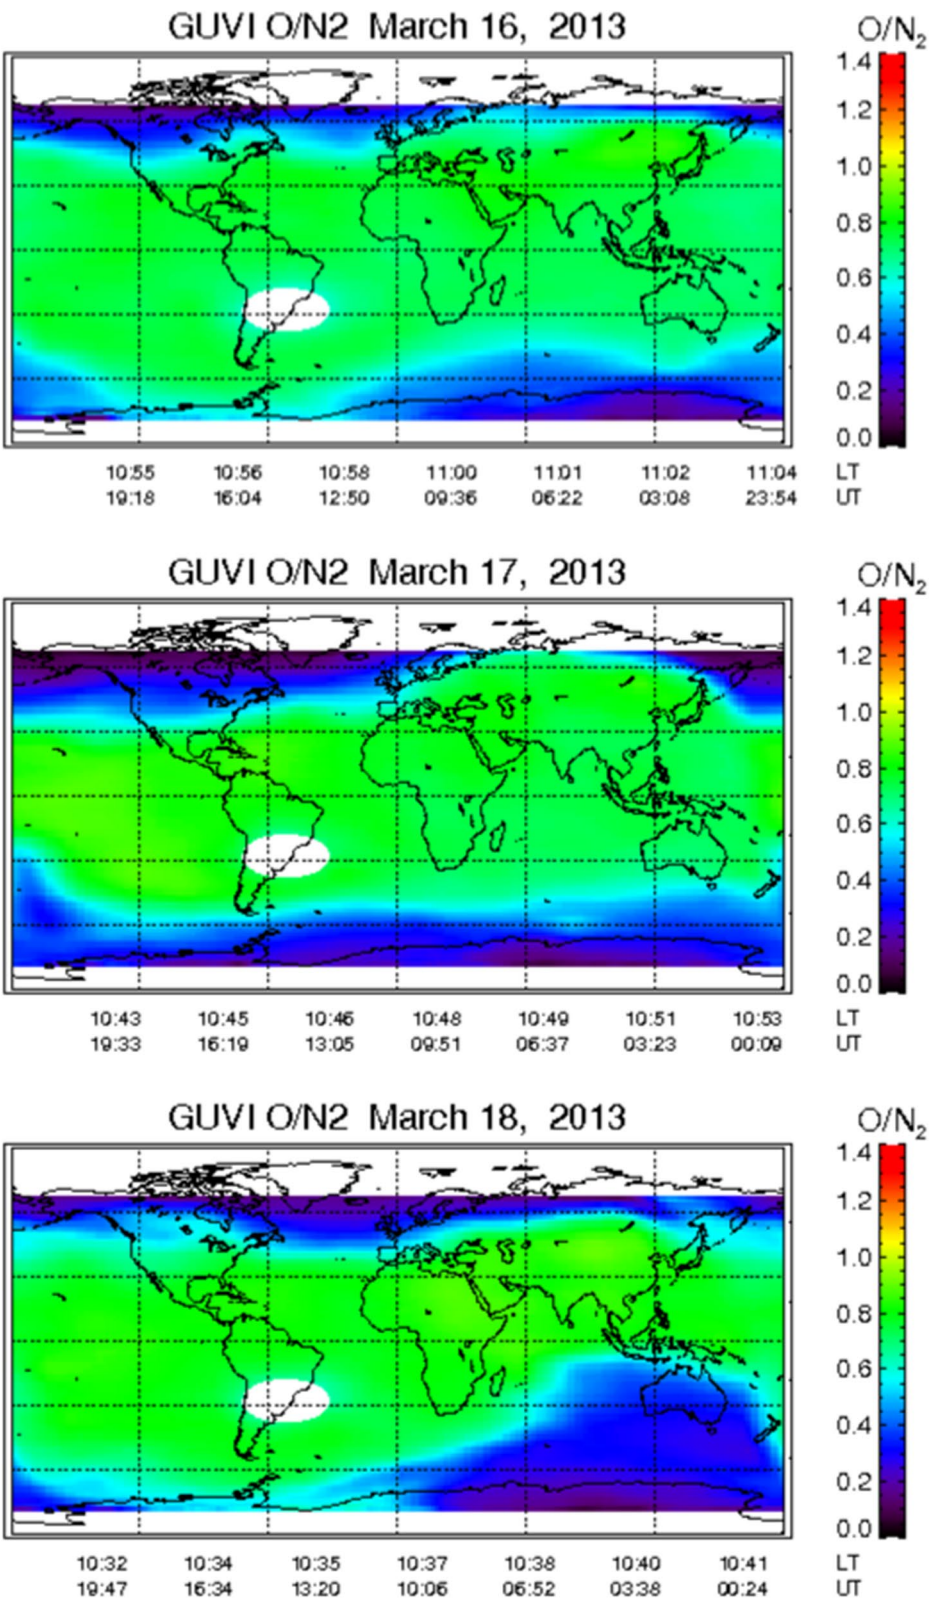 GUVI O/N2 March 16, 2013
O/N2
1.4
1.2
1.0
0.8
0.6
0.4
0.2
0.0
10:55 10:56 10:58 11:00 11:01 11:02 11:04 LT
19:18 16:04 12:50 09:36 06:22 03:08 23:54 UT
GUVI O/N2 March 17, 2013
O/N2
1.4
1.2
1.0
0.8
0.6
0.4
0.2
0.0
10:43 10:45 10:46 10:48 10:49 10:51 10:53 LT
19:33 16:19 13:05 09:51 06:37 03:23 00:09 UT
GUVI O/N2 March 18, 2013
O/N2
1.4
1.2
1.0
0.8
0.6
0.4
0.2
0.0
10:32 10:34 10:35 10:37 10:38 10:40 10:41 LT
19:47 16:34 13:20 10:06 06:52 03:38 00:24 UT